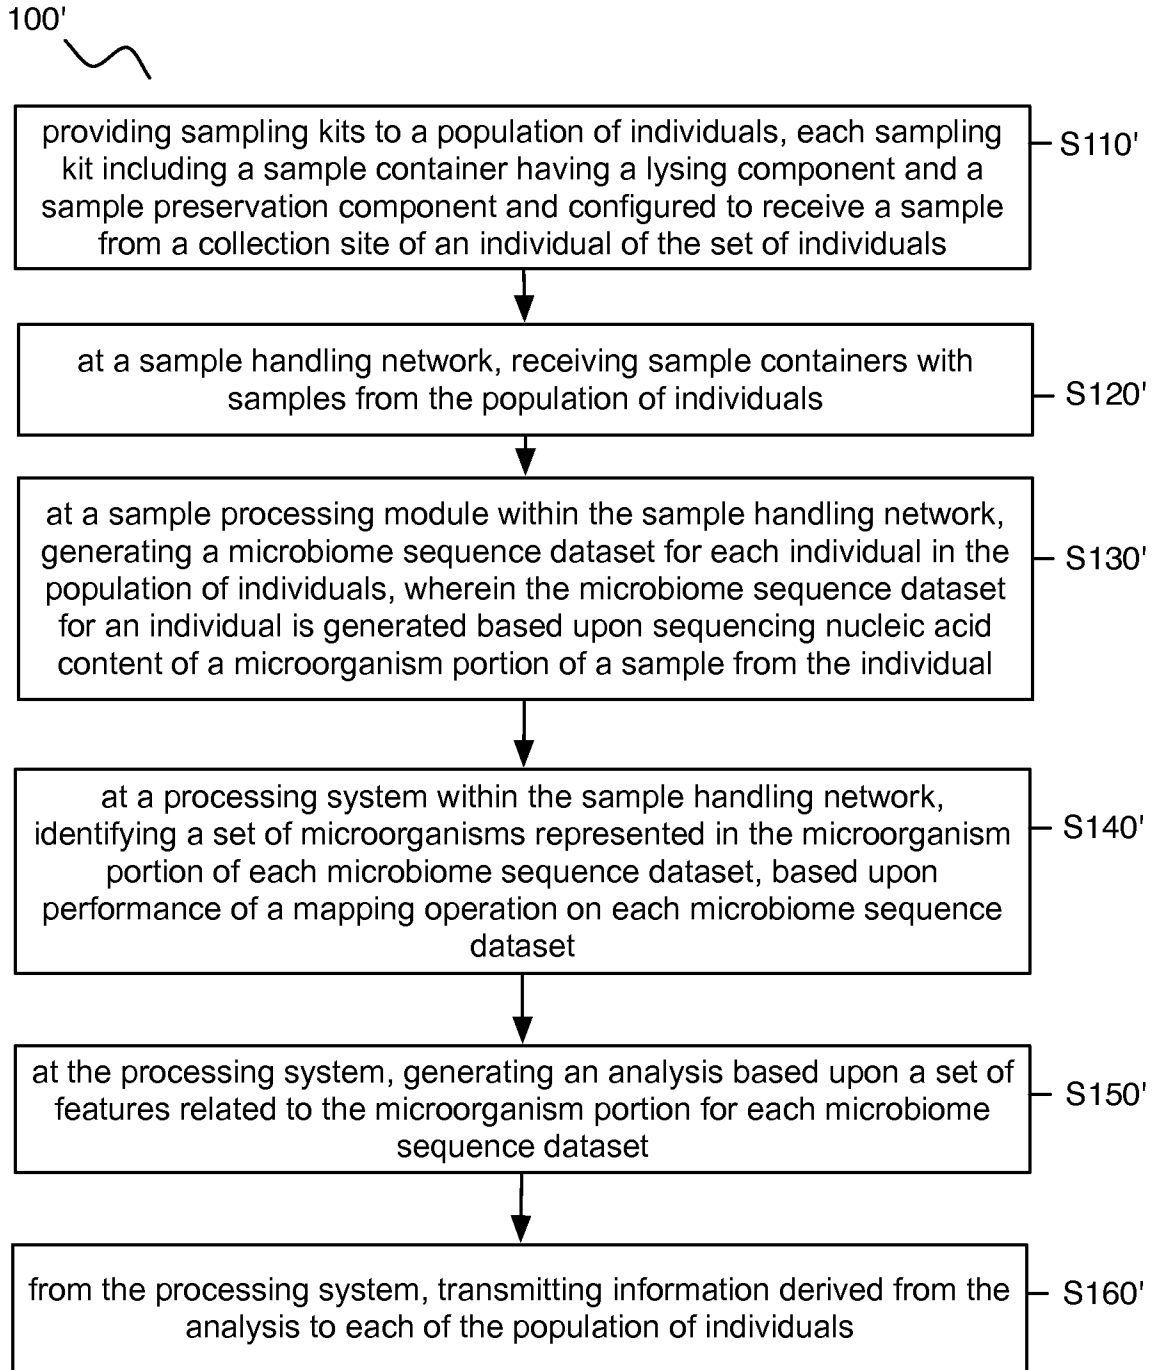 100'
providing sampling kits to a population of individuals, each sampling
kit including a sample container having a lysing component and a
sample preservation component and configured to receive a sample
from a collection site of an individual of the set of individuals
S110'
at a sample handling network, receiving sample containers with
samples from the population of individuals
S120'
at a sample processing module within the sample handling network,
generating a microbiome sequence dataset for each individual in the
population of individuals, wherein the microbiome sequence dataset
for an individual is generated based upon sequencing nucleic acid
content of a microorganism portion of a sample from the individual
S130'
at a processing system within the sample handling network,
identifying a set of microorganisms represented in the microorganism
portion of each microbiome sequence dataset, based upon
performance of a mapping operation on each microbiome sequence
dataset
S140'
at the processing system, generating an analysis based upon a set of
features related to the microorganism portion for each microbiome
sequence dataset
S150'
from the processing system, transmitting information derived from the
analysis to each of the population of individuals
S160'